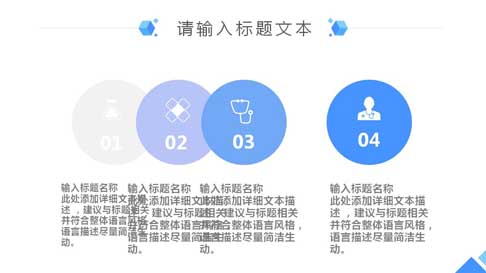 请输入标题文本
01
02
03
04
输入标题名称
此处添加详细文本描
述，建议与标题相关
并符合整体语言风格，
语言描述尽量简洁生
动。
输入标题名称
此处添加详细文本描
述，建议与标题相关
并符合整体语言风格，
语言描述尽量简洁生
动。
输入标题名称
此处添加详细文本描
述，建议与标题相关
并符合整体语言风格，
语言描述尽量简洁生
动。
输入标题名称
此处添加详细文本描
述，建议与标题相关
并符合整体语言风格，
语言描述尽量简洁生
动。